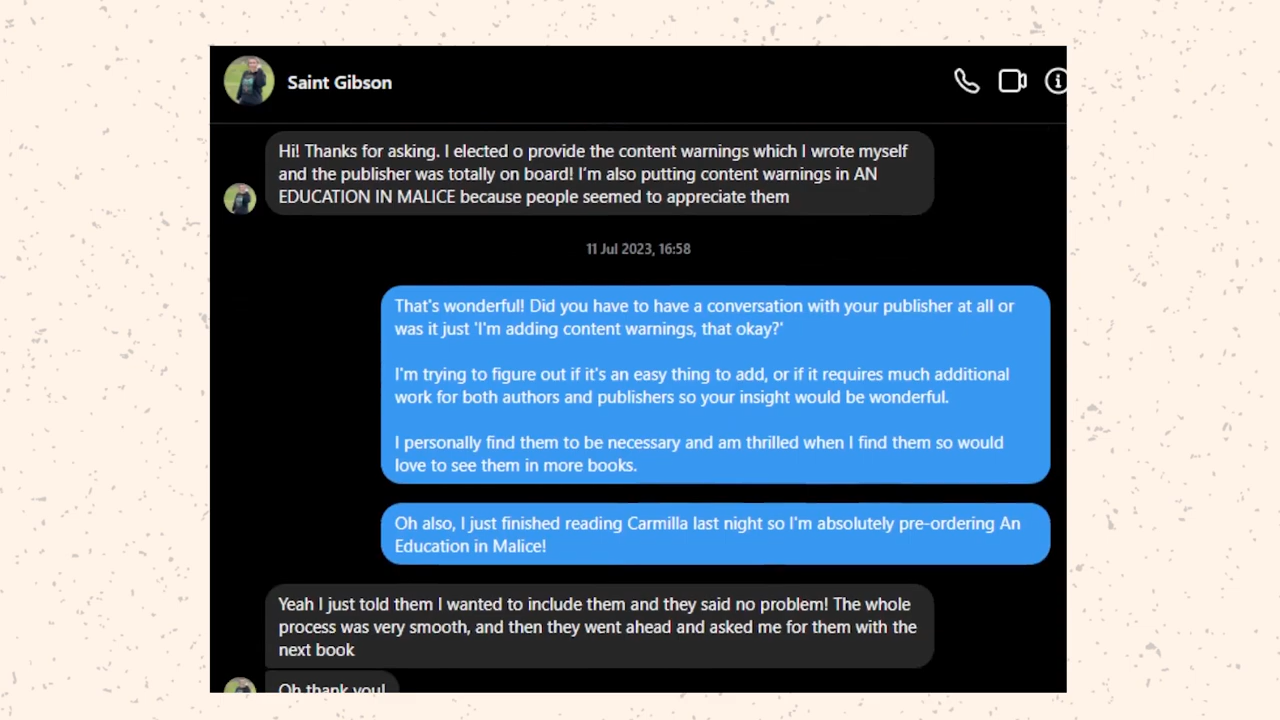 Saint Gibson
Hi! Thanks for asking. I elected o provide the content warnings which I wrote myself
and the publisher was totally on board! I'm also putting content warnings in AN
EDUCATION IN MALICE because people seemed to appreciate them
11 Jul 2023, 16:58
That's wonderful! Did you have to have a conversation with your publisher at all or
was it just 'I'm adding content warnings, that okay?'
I'm trying to figure out if it's an easy thing to add, or if it requires much additional
work for both authors and publishers so your insight would be wonderful.
I personally find them to be necessary and am thrilled when I find them so would
love to see them in more books.
Oh also, I just finished reading Carmilla last night so I'm absolutely pre-ordering An
Education in Malice!
Yeah I just told them I wanted to include them and they said no problem! The whole
process was very smooth, and then they went ahead and asked me for them with the
next book
Oh thank you!